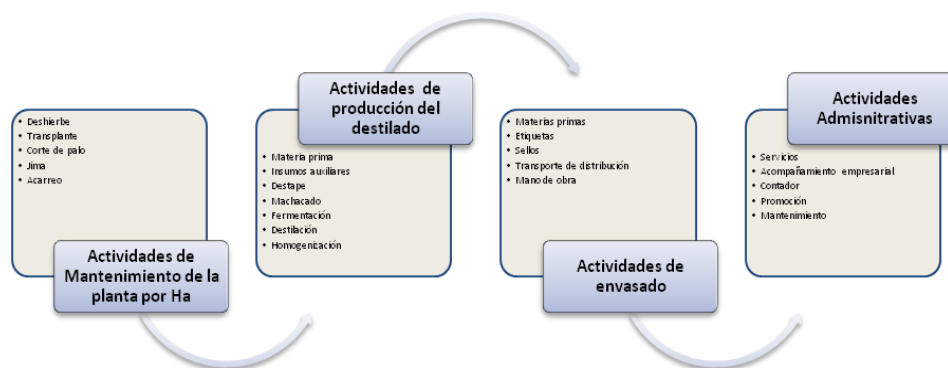 Deshierbe
Transplante
Corte de palo
Jima
Acarreo
Actividades de
Mantenimiento de la
planta por Ha
Actividades de
producción del
destilado
Materia prima
Insumos auxiliares
Destape
Machacado
Fermentación
Destilación
Homogenización
Materias primas
Etiquetas
Sellos
Transporte de distribución
Mano de obra
Actividades de
envasado
Actividades
Admisnitrativas
Servicios
Acompañamiento empresarial
Contador
Promoción
Mantenimiento